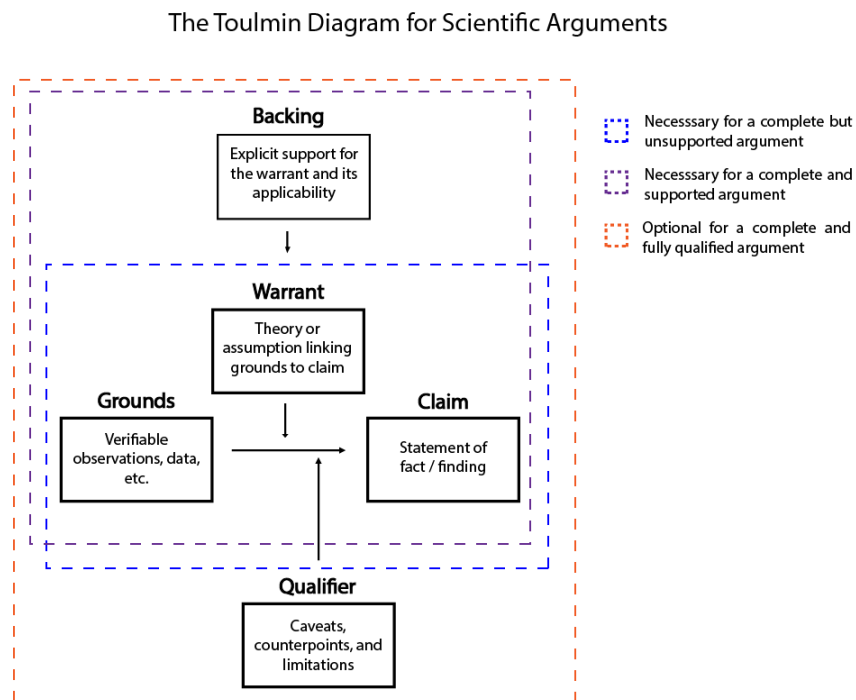 The Toulmin Diagram for Scientific Arguments
Backing
Explicit support for
the warrant and its
applicability
Necesssary for a complete but
unsupported argument
Necesssary for a complete and
supported argument
Optional for a complete and
fully qualified argument
Warrant
Theory or
assumption linking
grounds to claim
Grounds
Verifiable
observations, data,
etc.
Claim
Statement of
fact / finding
Qualifier
Caveats,
counterpoints, and
limitations